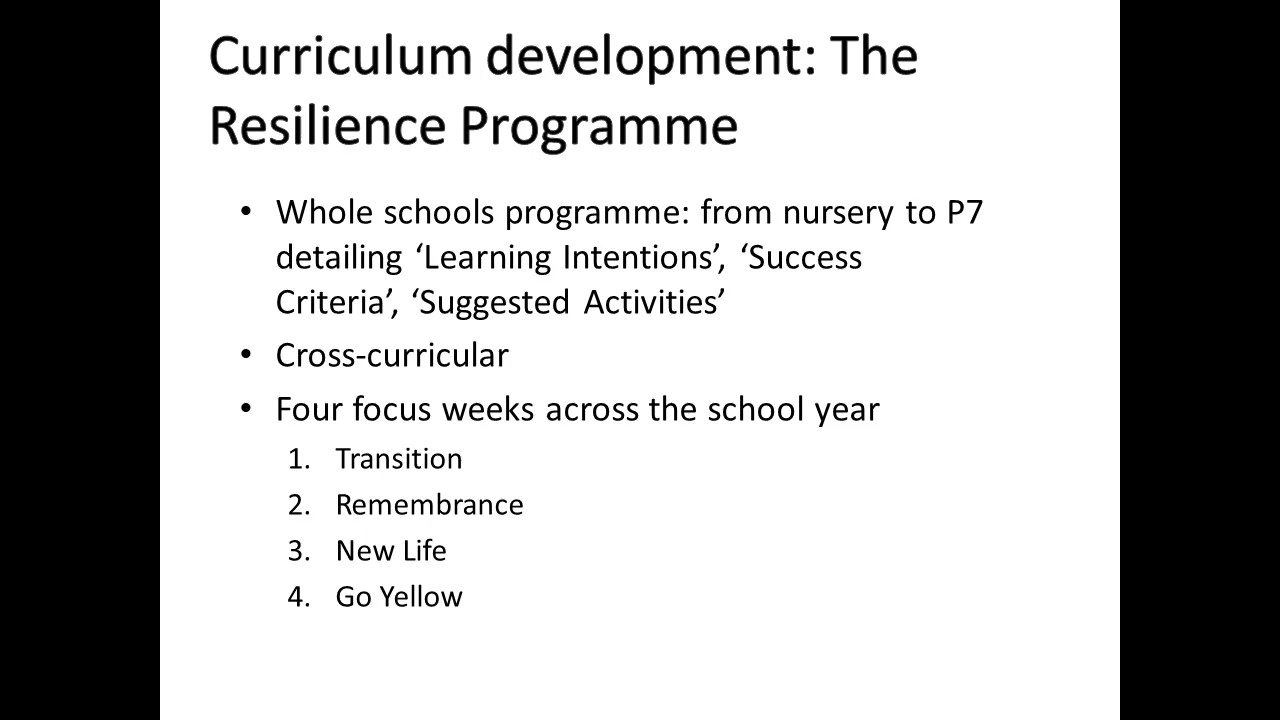 Curriculum development: The
Resilience Programme
• Whole schools programme: from nursery to P7
detailing ‘Learning Intentions’, ‘Success
Criteria’, ‘Suggested Activities’
• Cross-curricular
• Four focus weeks across the school year
1. Transition
2. Remembrance
3. New Life
4. Go Yellow